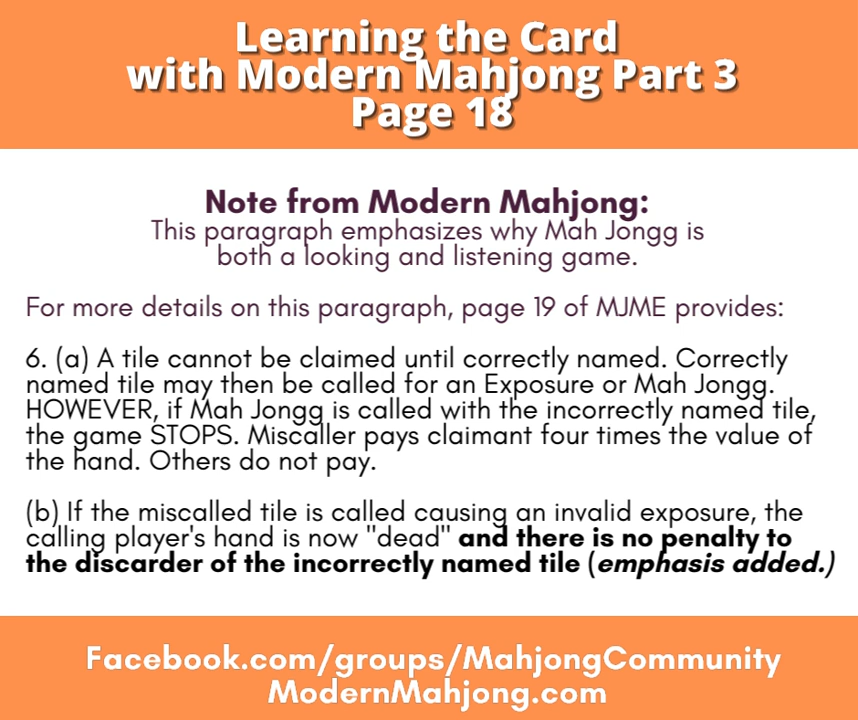 Learning the Card
with Modern Mahjong Part 3
Page 18
Note from Modern Mahjong:
This paragraph emphasizes why Mah Jongg is
both a looking and listening game.
For more details on this paragraph, page 19 of MJME provides:
6. (a) A tile cannot be claimed until correctly named. Correctly
named tile may then be called for an Exposure or Mah Jongg.
HOWEVER, if Mah Jongg is called with the incorrectly named tile,
the game STOPS. Miscaller pays claimant four times the value of
the hand. Others do not pay.
(b) If the miscalled tile is called causing an invalid exposure, the
calling player's hand is now "dead" and there is no penalty to
the discarder of the incorrectly named tile (emphasis added.)
Facebook.com/groups/MahjongCommunity
ModernMahjong.com